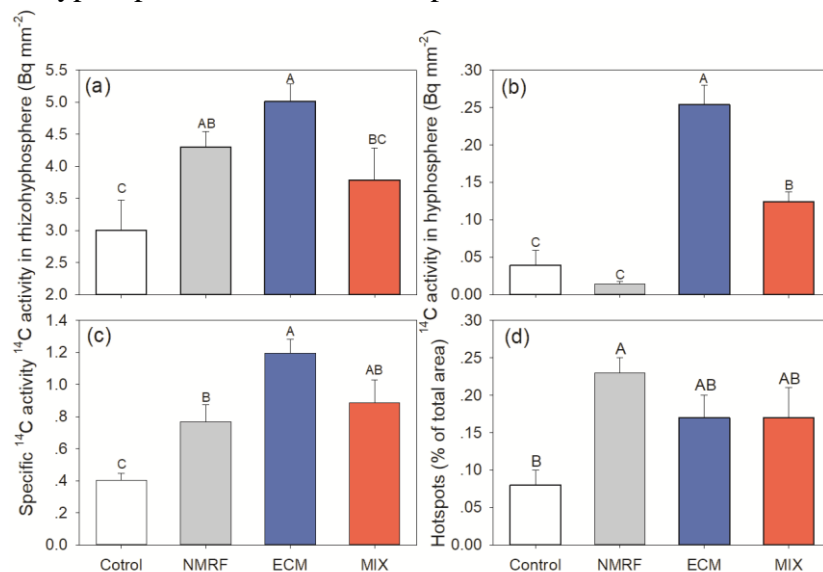 ¹⁴C activity in rhizohyphosphere (Bq mm⁻²)
5.5
5.0
4.5
4.0
3.5
3.0
2.5
2.0
(a)
C
AB
A
BC
¹⁴C activity in hyphosphere (Bq mm⁻²)
.30
.25
.20
.15
.10
.05
0.00
(b)
C
C
A
B
Specific ¹⁴C activity
1.4
1.2
1.0
.8
.6
.4
.2
.0
(c)
C
B
A
AB
Cotrol NMRF ECM MIX
Hotspots (% of total area)
.30
.25
.20
.15
.10
.05
0.00
(d)
B
A
AB
AB
Control NMRF ECM MIX